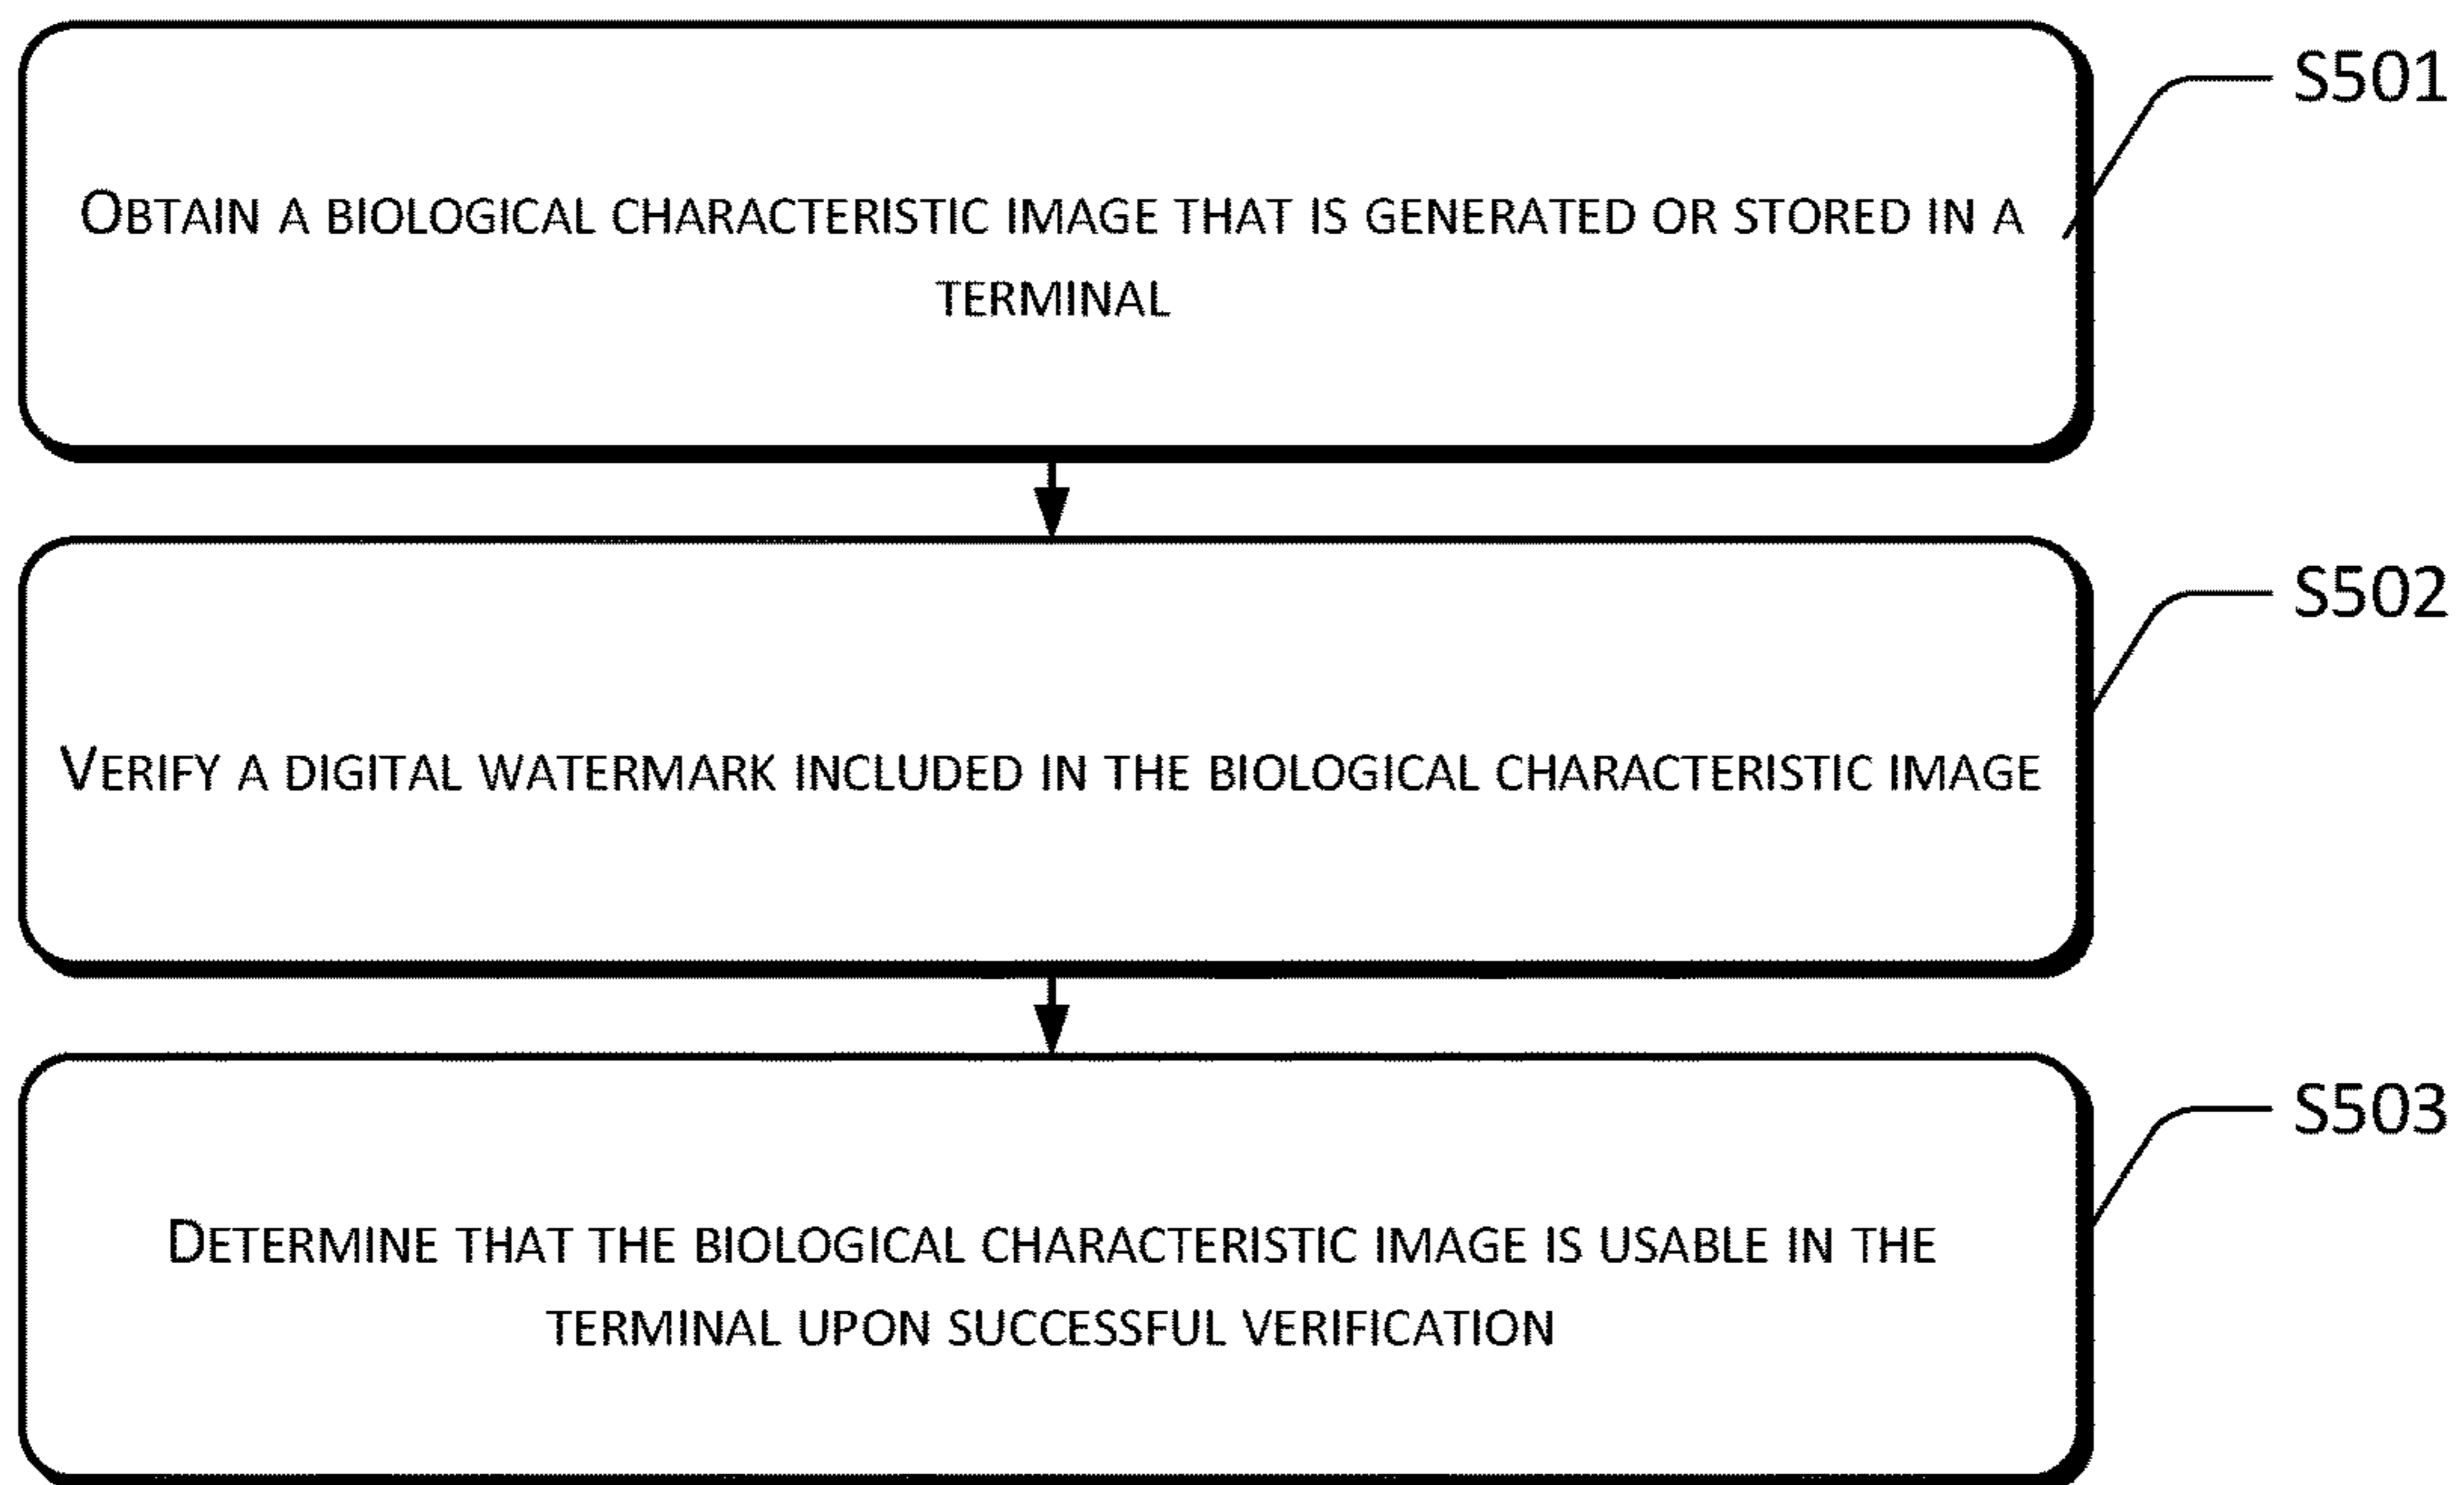 S501
OBTAIN A BIOLOGICAL CHARACTERISTIC IMAGE THAT IS GENERATED OR STORED IN A
TERMINAL
S502
VERIFY A DIGITAL WATERMARK INCLUDED IN THE BIOLOGICAL CHARACTERISTIC IMAGE
S503
DETERMINE THAT THE BIOLOGICAL CHARACTERISTIC IMAGE IS USABLE IN THE
TERMINAL UPON SUCCESSFUL VERIFICATION